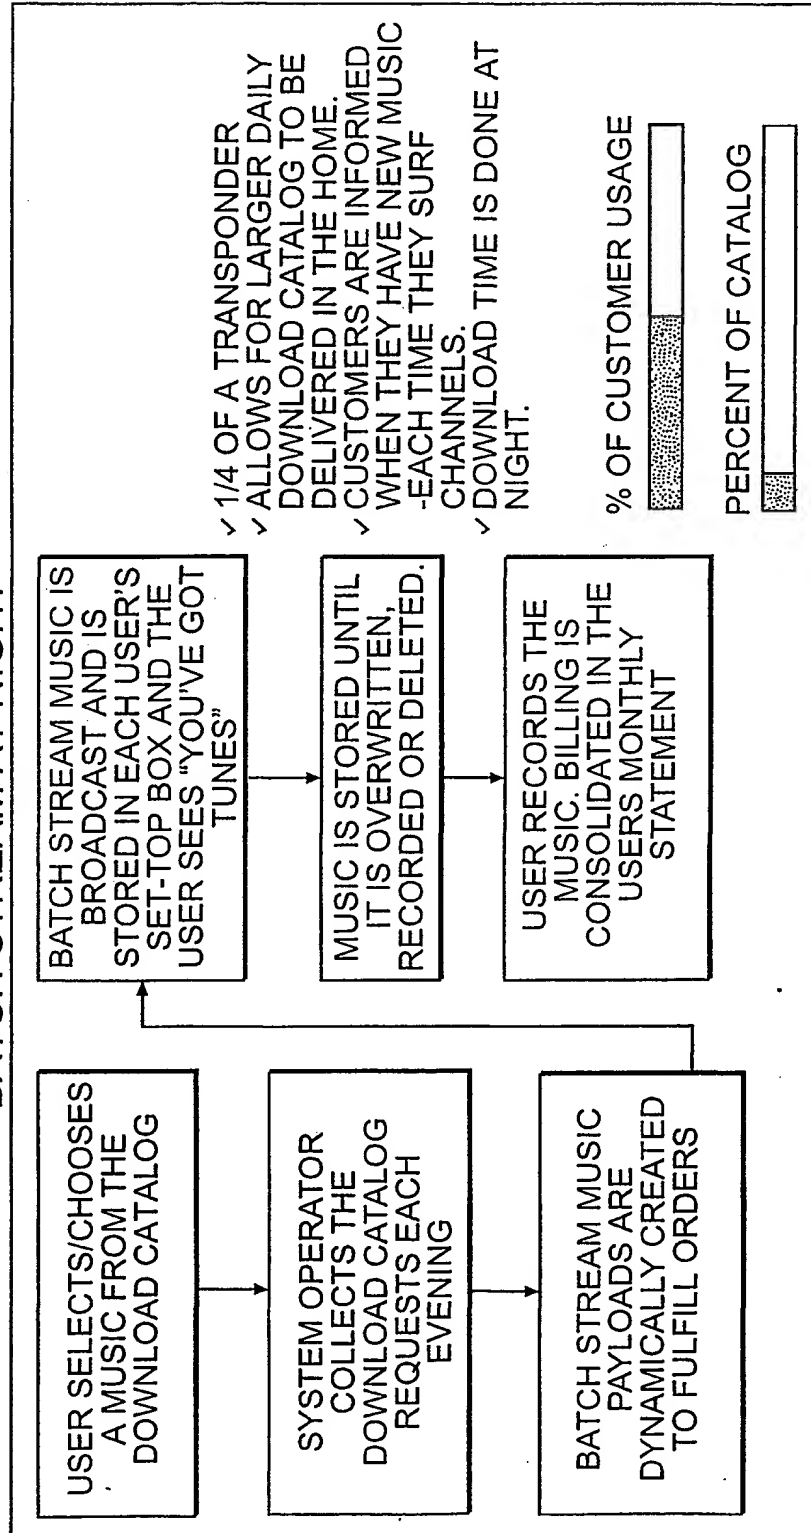 USER SELECTS/CHOOSES
A MUSIC FROM THE
DOWNLOAD CATALOG
SYSTEM OPERATOR
COLLECTS THE
DOWNLOAD CATALOG
REQUESTS EACH
EVENING
BATCH STREAM MUSIC
PAYLOADS ARE
DYNAMICALLY CREATED
TO FULFILL ORDERS
BATCH STREAM MUSIC IS
BROADCAST AND IS
STORED IN EACH USER'S
SET-TOP BOX AND THE
USER SEES "YOU'VE GOT
TUNES"
MUSIC IS STORED UNTIL
IT IS OVERWRITTEN,
RECORDED OR DELETED.
USER RECORDS THE
MUSIC. BILLING IS
CONSOLIDATED IN THE
USERS MONTHLY
STATEMENT
✓ 1/4 OF A TRANSPONDER
✓ ALLOWS FOR LARGER DAILY
DOWNLOAD CATALOG TO BE
DELIVERED IN THE HOME.
✓ CUSTOMERS ARE INFORMED
WHEN THEY HAVE NEW MUSIC
-EACH TIME THEY SURF
CHANNELS.
✓ DOWNLOAD TIME IS DONE AT
NIGHT.
% OF CUSTOMER USAGE
PERCENT OF CATALOG